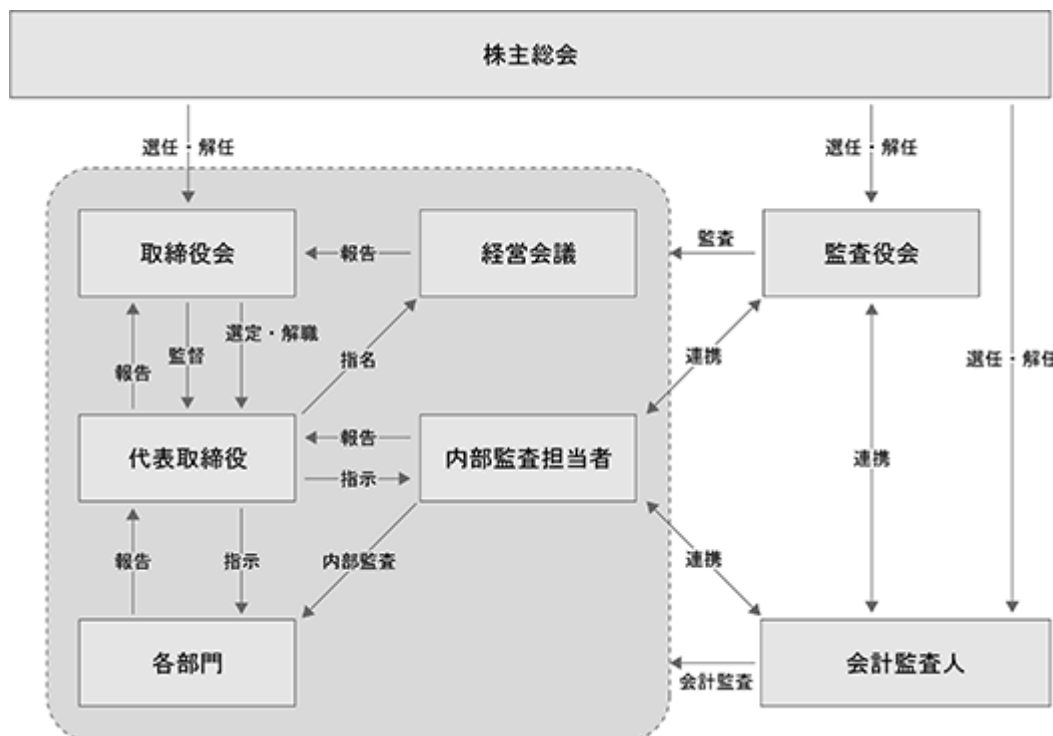 株主総会
選任・解任
選任・解任
取締役会
報告
経営会議
監査
監査役会
選定・解職
監督
指名
連携
報告
選任・解任
代表取締役
報告
指示
内部監査担当者
連携
報告
指示
内部監査
連携
各部門
会計監査
会計監査人